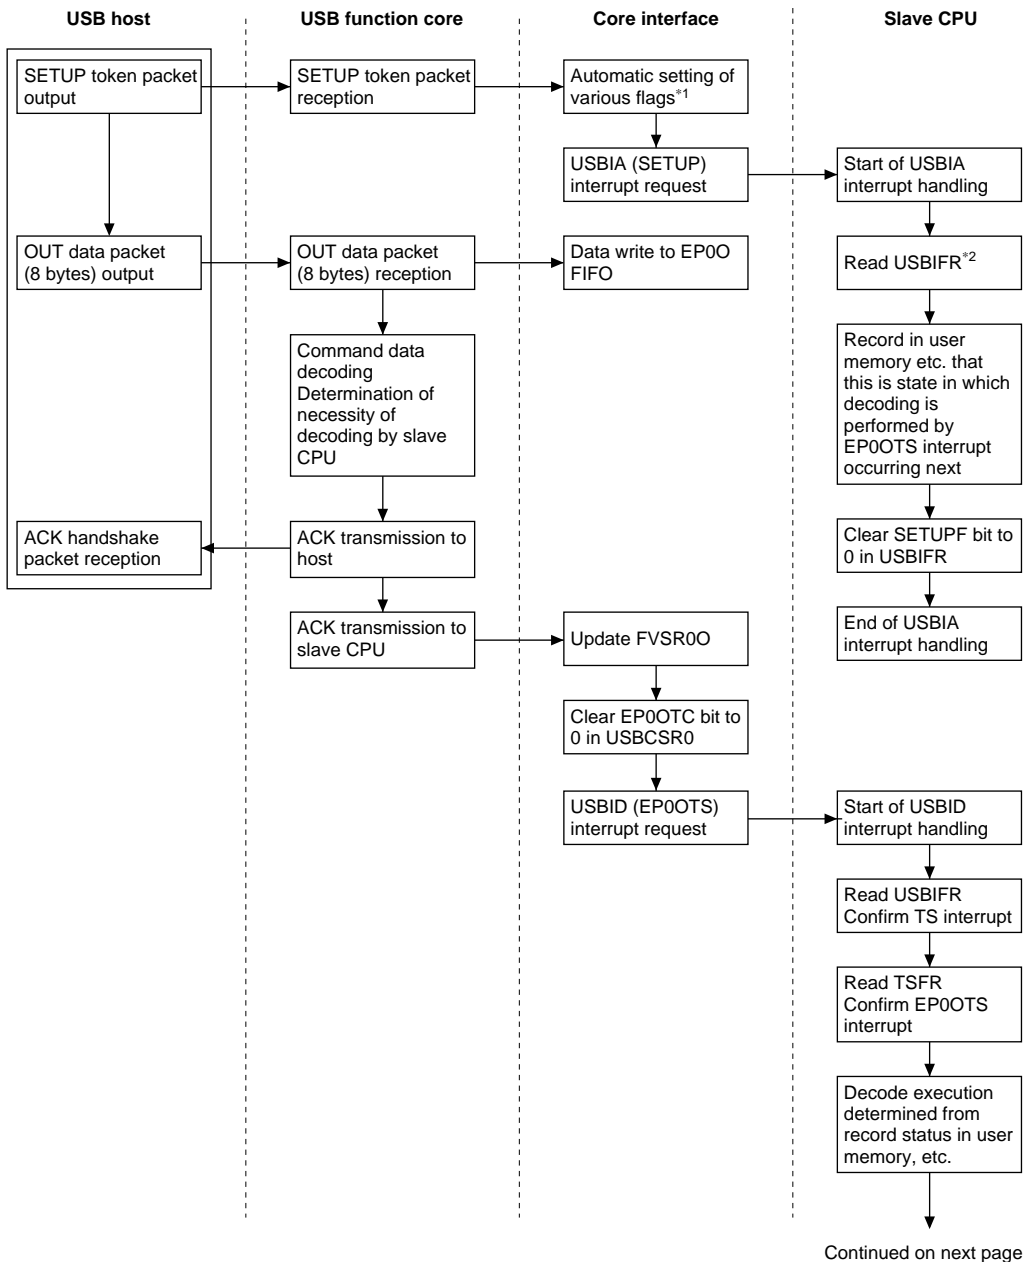 USB host
USB function core
Core interface
Slave CPU
SETUP token packet
output
SETUP token packet
reception
Automatic setting of
various flags*1
USBIA (SETUP)
interrupt request
Start of USBIA
interrupt handling
OUT data packet
(8 bytes) output
OUT data packet
(8 bytes) reception
Data write to EP0O
FIFO
Read USBIFR*2
Command data
decoding
Determination of
necessity of
decoding by slave
CPU
Record in user
memory etc. that
this is state in which
decoding is
performed by
EP0OTS interrupt
occurring next
ACK handshake
packet reception
ACK transmission to
host
Clear SETUPF bit to
0 in USBIFR
ACK transmission to
slave CPU
Update FVSR0O
End of USBIA
interrupt handling
Clear EP0OTC bit to
0 in USBCSR0
USBID (EP0OTS)
interrupt request
Start of USBID
interrupt handling
Read USBIFR
Confirm TS interrupt
Read TSFR
Confirm EP0OTS
interrupt
Decode execution
determined from
record status in user
memory, etc.
Continued on next page